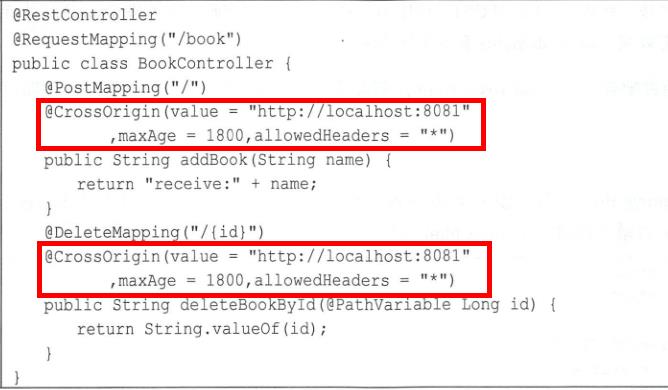 @RestController
@RequestMapping("/book")
public class BookController {
@PostMapping("/")
@CrossOrigin(value = "http://localhost:8081"
,maxAge = 1800,allowedHeaders = "*")
public String addBook(String name) {
return "receive:" + name;
}
@DeleteMapping("/{id}")
@CrossOrigin(value = "http://localhost:8081"
,maxAge = 1800,allowedHeaders = "*")
public String deleteBookById(@PathVariable Long id) {
return String.valueOf(id);
}
}